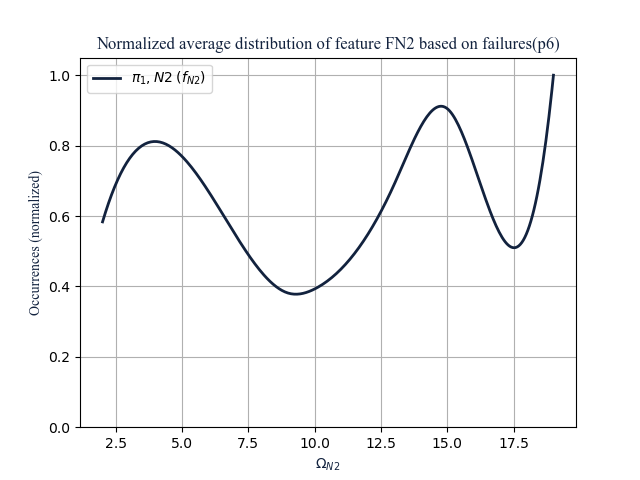 Normalized average distribution of feature FN2 based on failures(p6)
π1, N2 (fN2)
Occurrences (normalized)
1.0
0.8
0.6
0.4
0.2
0.0
2.5 5.0 7.5 10.0 12.5 15.0 17.5
ΩN2